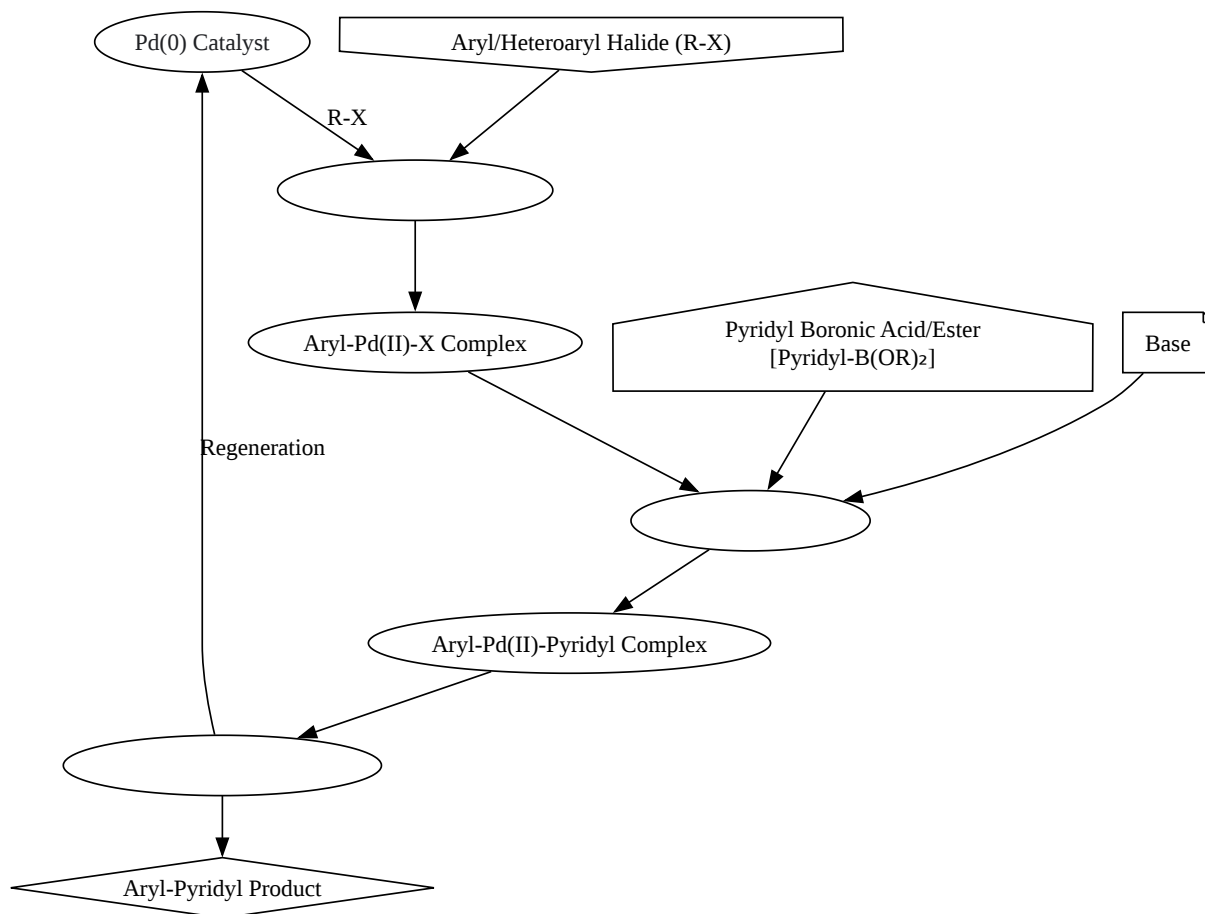 Pd(0) Catalyst
Aryl/Heteroaryl Halide (R-X)
R-X
Aryl-Pd(II)-X Complex
Pyridyl Boronic Acid/Ester
[Pyridyl-B(OR)₂]
Base
Regeneration
Aryl-Pd(II)-Pyridyl Complex
Aryl-Pyridyl Product